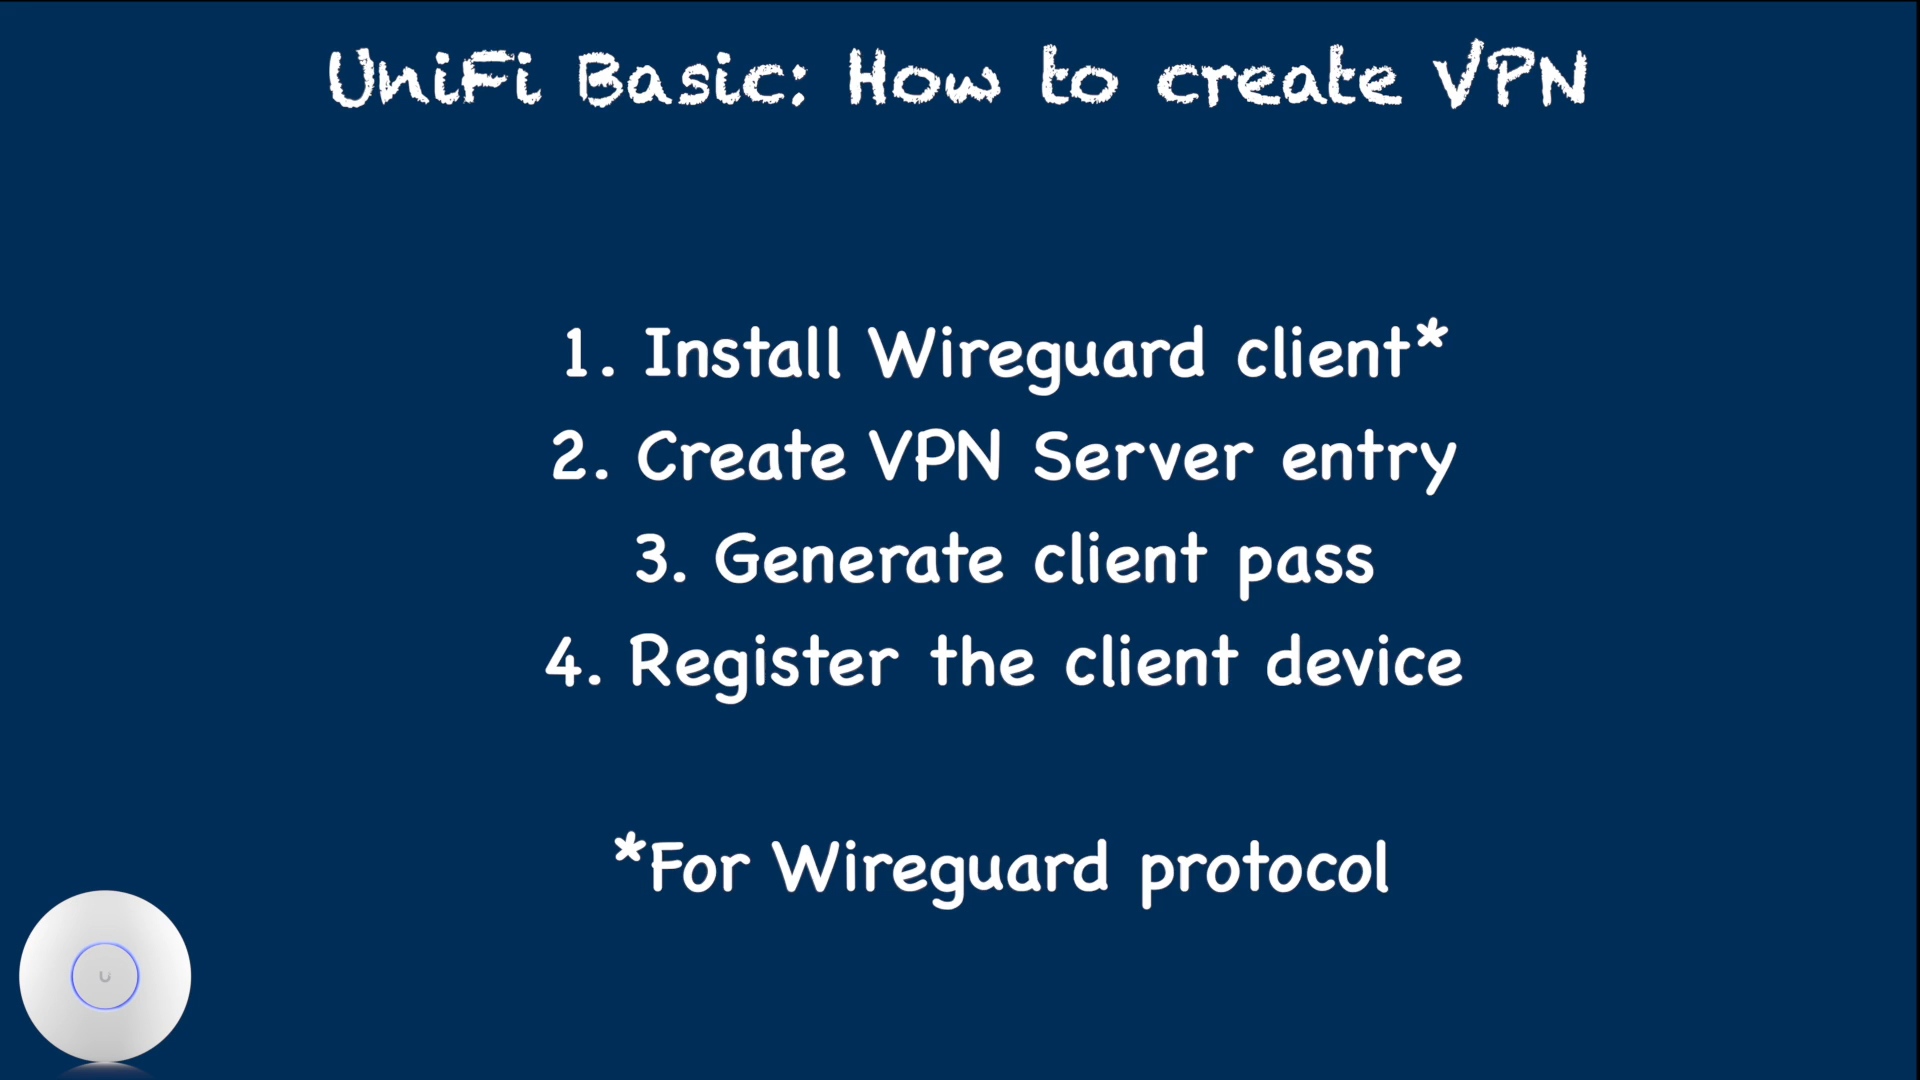 UniFi Basic: How to create VPN
1. Install Wireguard client*
2. Create VPN Server entry
3. Generate client pass
4. Register the client device
*For Wireguard protocol